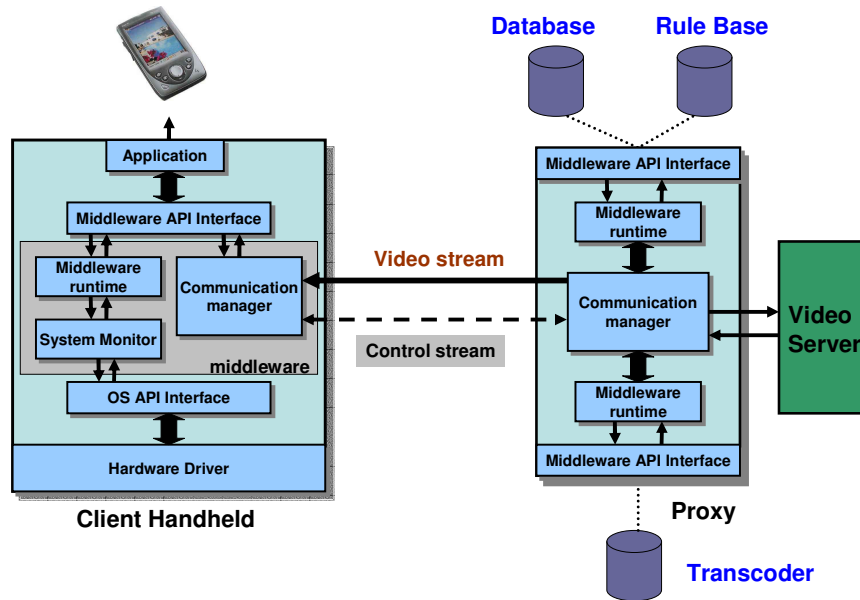 Database
Rule Base
Application
Middleware API Interface
Middleware
runtime
Communication
manager
System Monitor
middleware
OS API Interface
Hardware Driver
Client Handheld
Video stream
Control stream
Middleware API Interface
Middleware
runtime
Communication
manager
Middleware
runtime
Middleware API Interface
Proxy
Video
Server
Transcoder